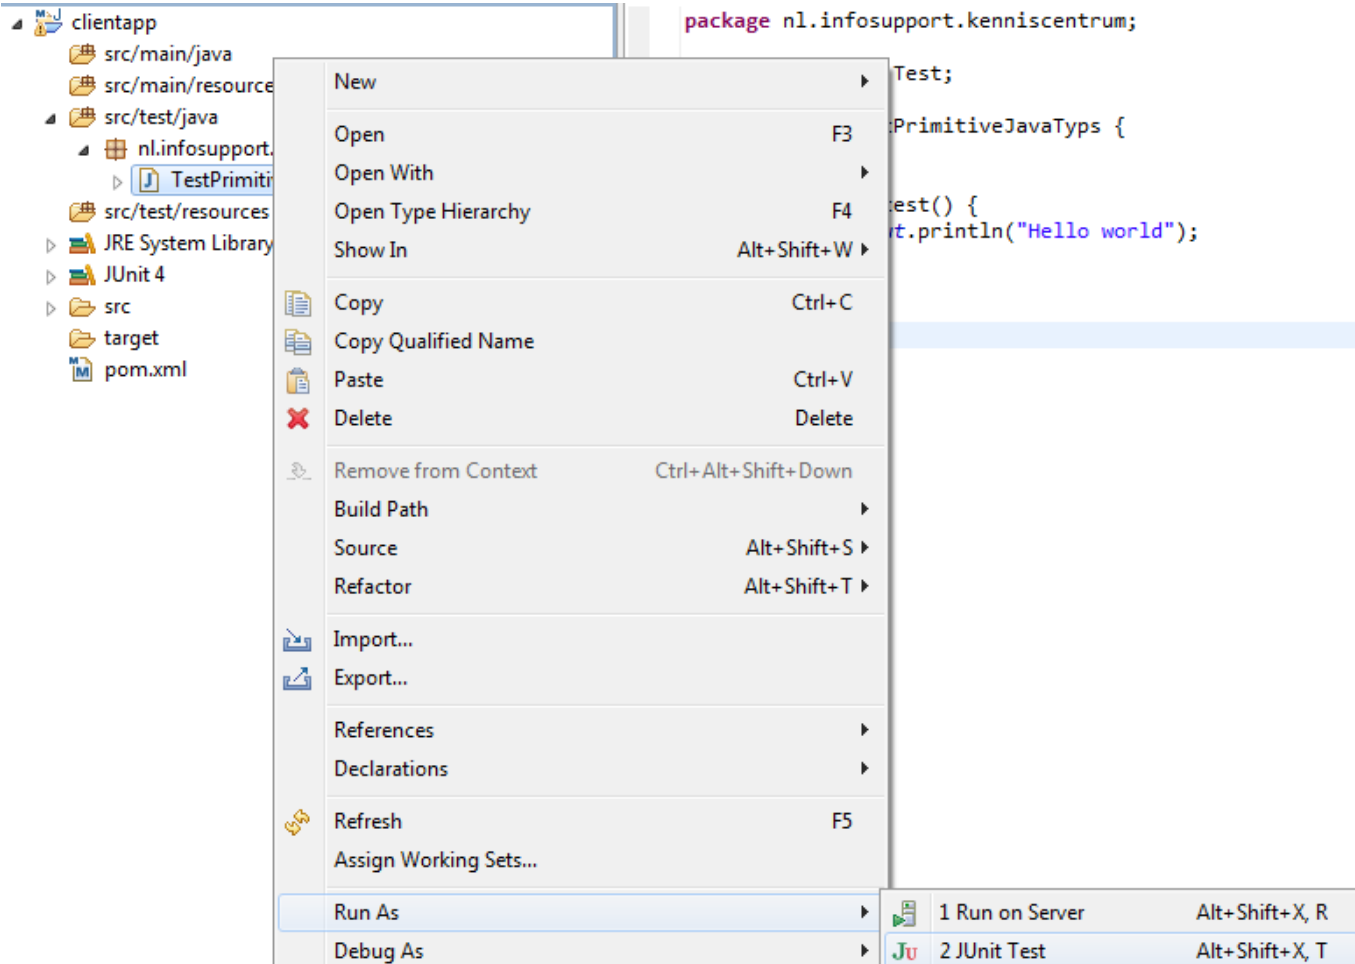 clientapp
src/main/java
src/main/resource
src/test/java
nl.infosupport.
TestPrimiti
src/test/resources
JRE System Library
JUnit 4
src
target
pom.xml
package nl.infosupport.kenniscentrum;
Test;
PrimitiveJavaTyps {
est() {
t.println("Hello world");
New
Open F3
Open With
Open Type Hierarchy F4
Show In Alt+Shift+W
Copy Ctrl+C
Copy Qualified Name
Paste Ctrl+V
Delete Delete
Remove from Context Ctrl+Alt+Shift+Down
Build Path
Source Alt+Shift+S
Refactor Alt+Shift+T
Import...
Export...
References
Declarations
Refresh F5
Assign Working Sets...
Run As
Debug As
1 Run on Server Alt+Shift+X, R
JU 2 JUnit Test Alt+Shift+X, T